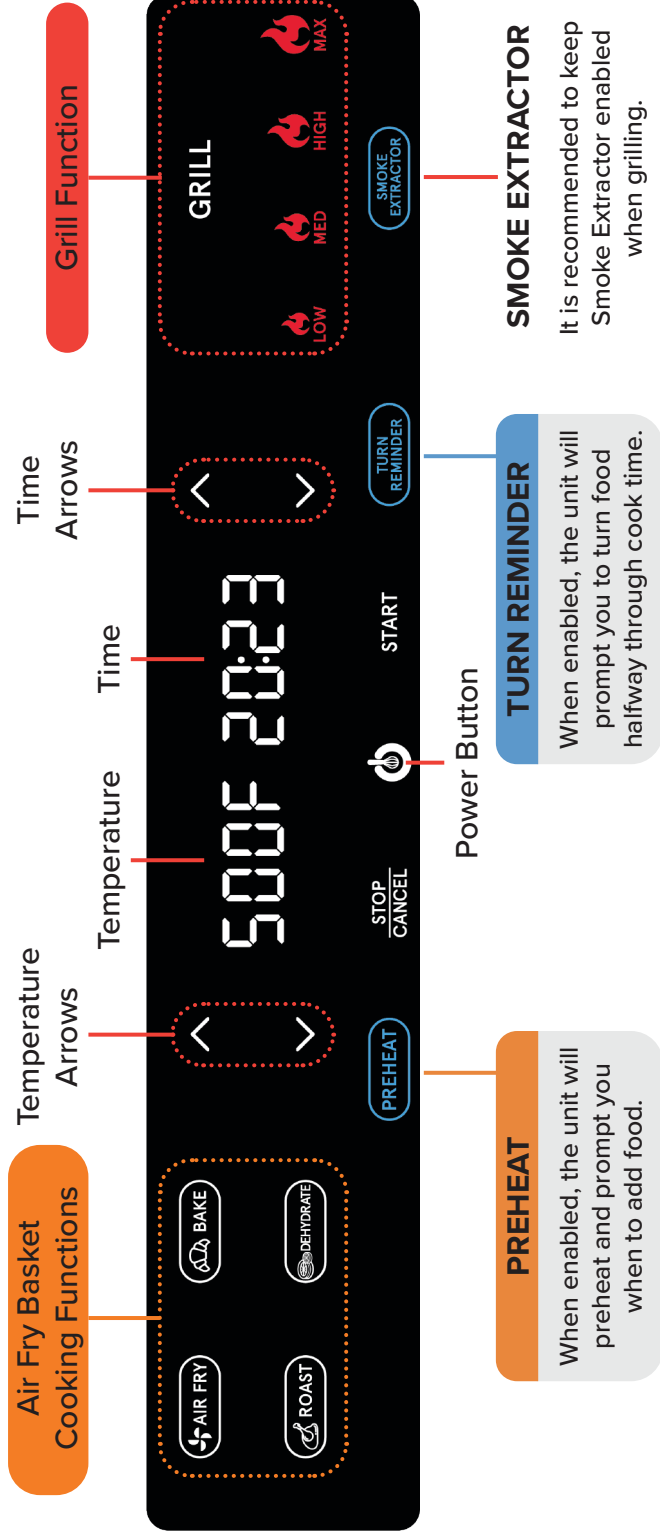 Air Fry Basket
Cooking Functions
Temperature
Arrows
Temperature
Time
Time
Arrows
Grill Function
AIR FRY
BAKE
ROAST
DEHYDRATE
500F 20:23
GRILL
LOW
MED
HIGH
MAX
PREHEAT
STOP
CANCEL
START
TURN
REMINDER
SMOKE
EXTRACTOR
Power Button
PREHEAT
When enabled, the unit will
preheat and prompt you
when to add food.
TURN REMINDER
When enabled, the unit will
prompt you to turn food
halfway through cook time.
SMOKE EXTRACTOR
It is recommended to keep
Smoke Extractor enabled
when grilling.